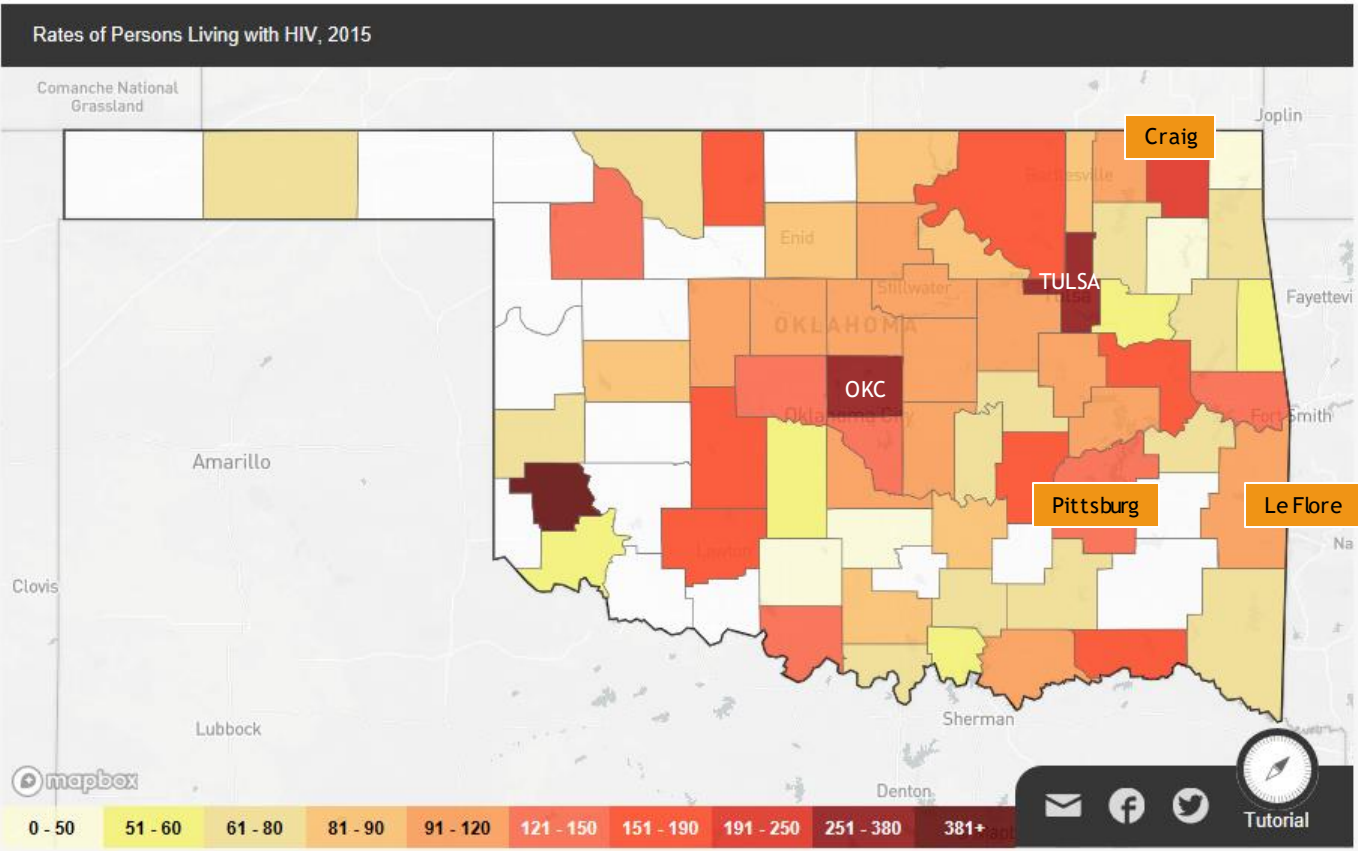 Rates of Persons Living with HIV, 2015
Comanche National
Grassland
Joplin
Craig
Bartlesville
Enid
TULSA
Tulsa
Stillwater
Fayettevi
OKLAHOMA
OKC
Oklahoma City
Fort Smith
Amarillo
Pittsburg
Le Flore
Lawton
Na
Clovis
Sherman
Lubbock
mapbox
Denton
0 - 50
51 - 60
61 - 80
81 - 90
91 - 120
121 - 150
151 - 190
191 - 250
251 - 380
381+
Tutorial